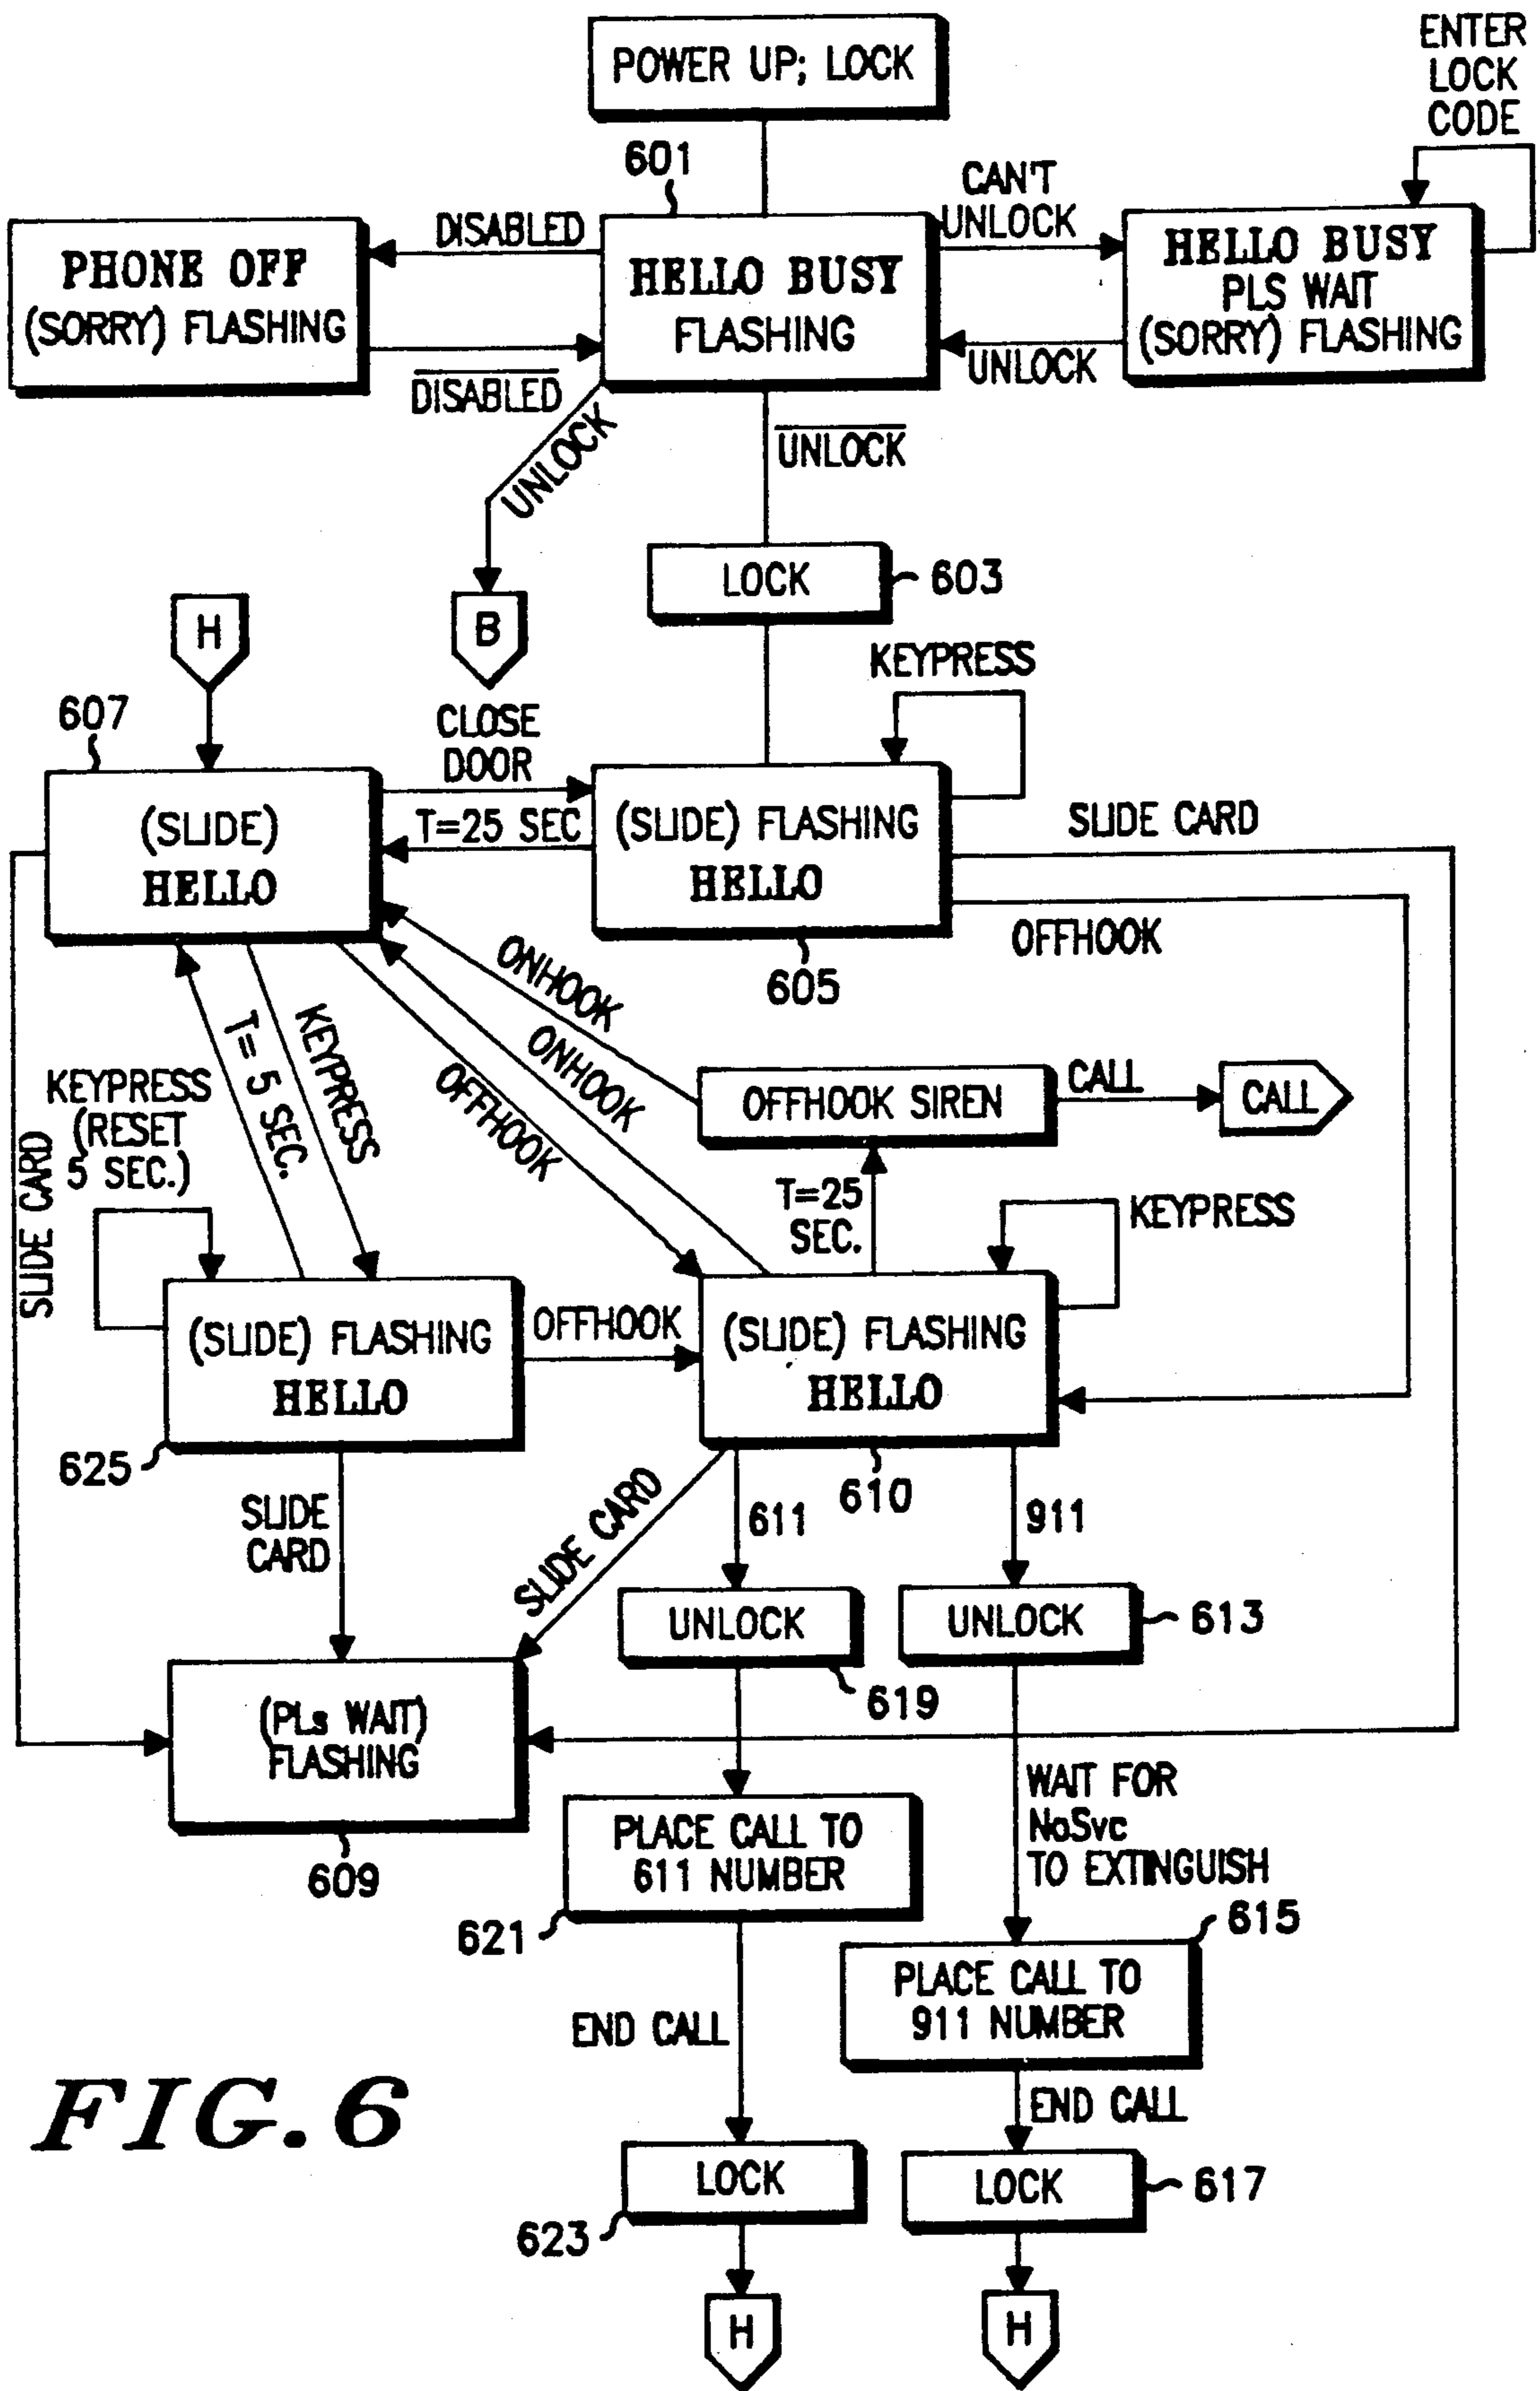 POWER UP; LOCK
ENTER
LOCK
CODE
601
DISABLED
CAN'T
UNLOCK
PHONE OFF
(SORRY) FLASHING
HELLO BUSY
FLASHING
HELLO BUSY
PLS WAIT
(SORRY) FLASHING
DISABLED
UNLOCK
UNLOCK
UNLOCK
LOCK
603
H
B
KEYPRESS
607
CLOSE
DOOR
T=25 SEC
(SLIDE)
HELLO
(SLIDE) FLASHING
HELLO
605
SLIDE CARD
OFFHOOK
ONHOOK
ONHOOK
OFFHOOK
KEYPRESS
T= 5 SEC.
KEYPRESS
(RESET
5 SEC.)
SLIDE CARD
OFFHOOK SIREN
CALL
CALL
T=25
SEC.
KEYPRESS
(SLIDE) FLASHING
HELLO
625
OFFHOOK
(SLIDE) FLASHING
HELLO
610
SLIDE
CARD
SLIDE CARD
611
911
UNLOCK
619
UNLOCK
613
(PLs WAIT)
FLASHING
609
WAIT FOR
NoSvc
TO EXTINGUISH
PLACE CALL TO
611 NUMBER
621
615
PLACE CALL TO
911 NUMBER
END CALL
END CALL
LOCK
623
LOCK
617
H
H
FIG. 6